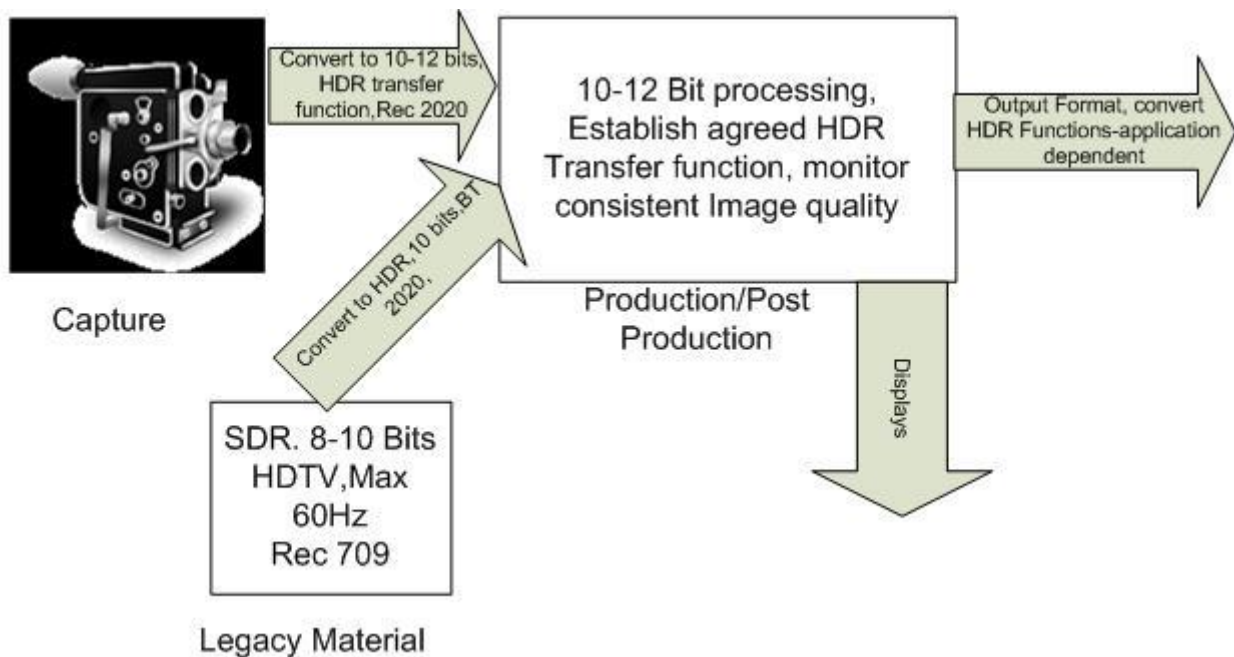 Convert to 10-12 bits,
HDR transfer
function,Rec 2020
10-12 Bit processing,
Establish agreed HDR
Transfer function, monitor
consistent Image quality
Output Format, convert
HDR Functions-application
dependent
Capture
Convert to HDR,10 bits,BT
2020,
Production/Post
Production
Displays
SDR. 8-10 Bits
HDTV,Max
60Hz
Rec 709
Legacy Material